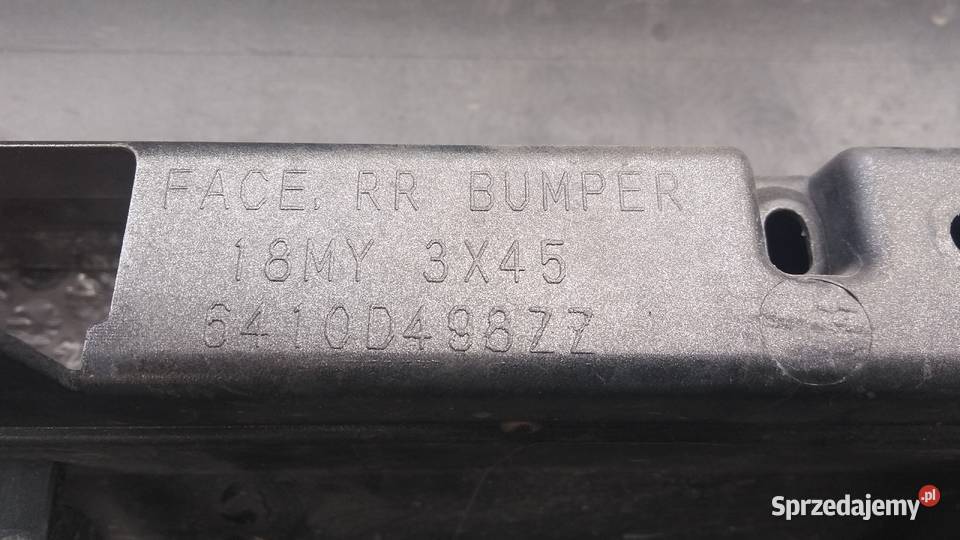 FACE, RR BUMPER
18MY 3X45
6410D498ZZ
Sprzedajemy.pl